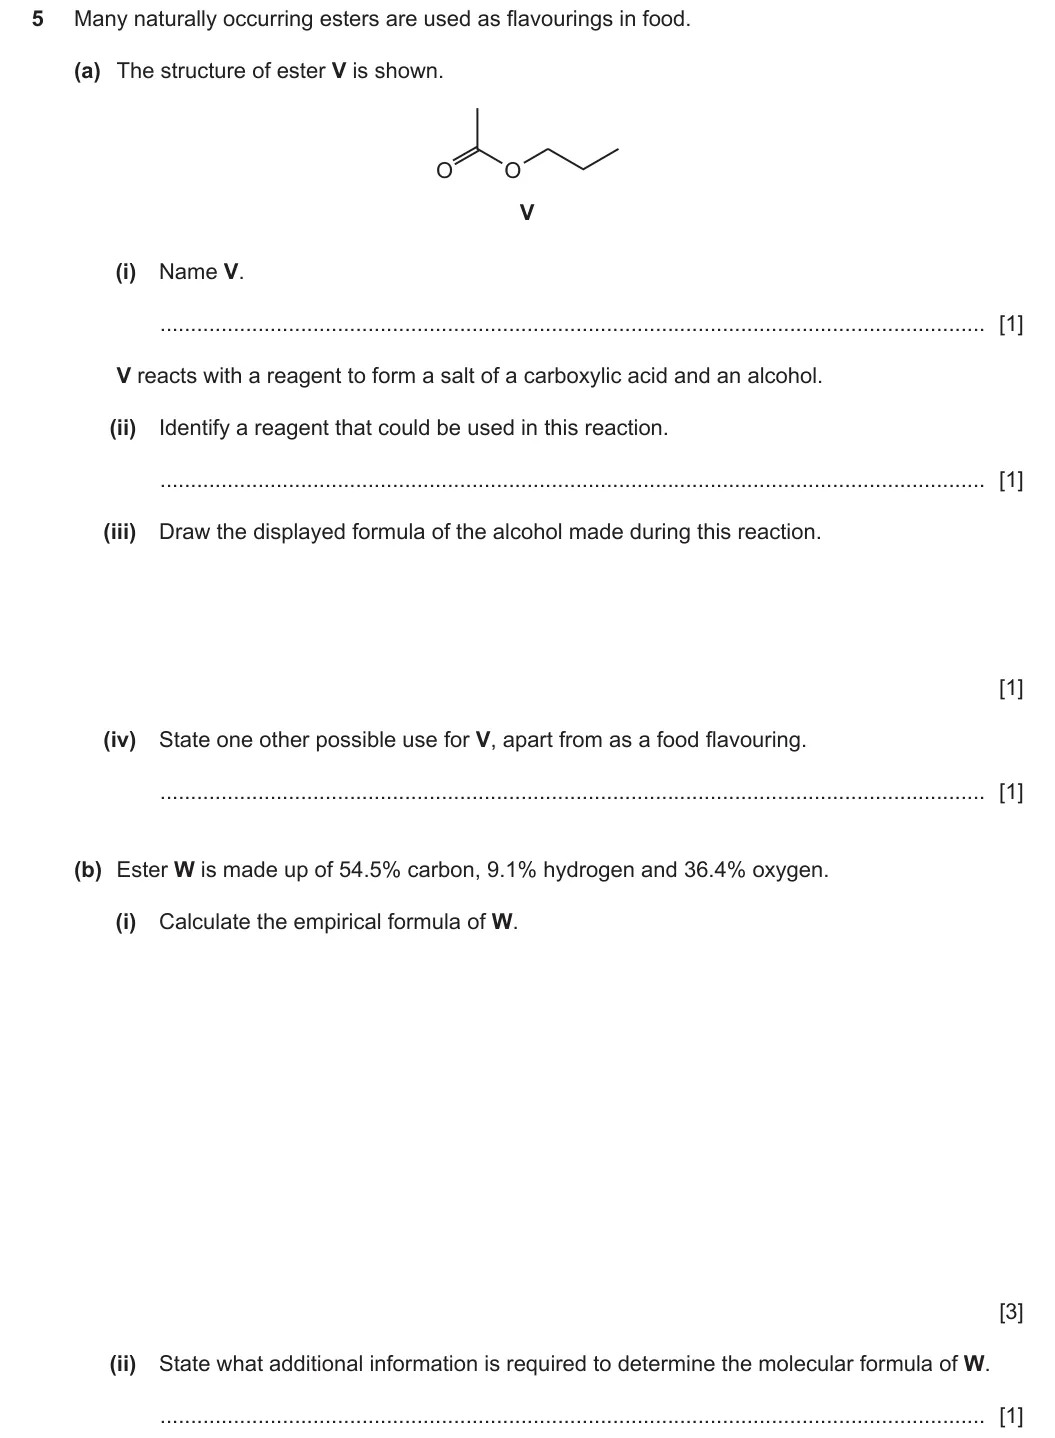 5 Many naturally occurring esters are used as flavourings in food.
(a) The structure of ester V is shown.
O
O
V
(i) Name V.
.......................................................................................................................................... [1]
V reacts with a reagent to form a salt of a carboxylic acid and an alcohol.
(ii) Identify a reagent that could be used in this reaction.
.......................................................................................................................................... [1]
(iii) Draw the displayed formula of the alcohol made during this reaction.
[1]
(iv) State one other possible use for V, apart from as a food flavouring.
.......................................................................................................................................... [1]
(b) Ester W is made up of 54.5% carbon, 9.1% hydrogen and 36.4% oxygen.
(i) Calculate the empirical formula of W.
[3]
(ii) State what additional information is required to determine the molecular formula of W.
.......................................................................................................................................... [1]